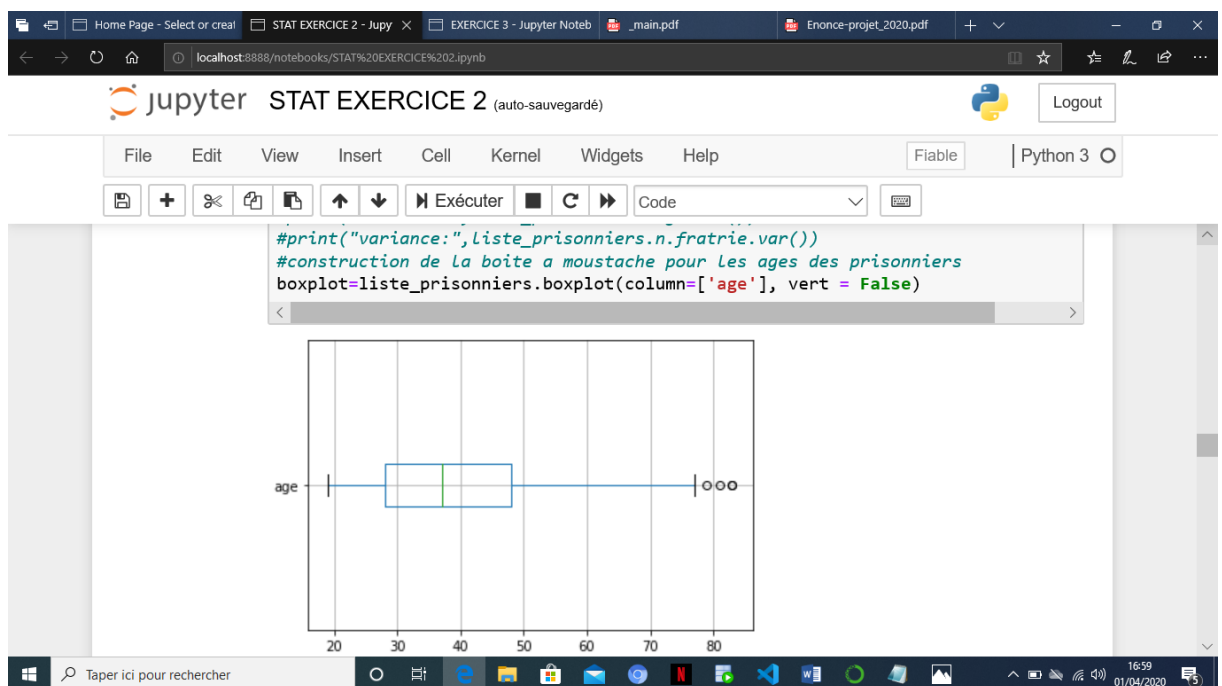 Home Page - Select or creat
STAT EXERCICE 2 - Jupy
EXERCICE 3 - Jupyter Noteb
_main.pdf
Enonce-projet_2020.pdf
localhost:8888/notebooks/STAT%20EXERCICE%202.ipynb
jupyter STAT EXERCICE 2 (auto-sauvegardé)
Logout
File Edit View Insert Cell Kernel Widgets Help
Fiable
Python 3
Exécuter
Code
#print("variance:",liste_prisonniers.n.fratrie.var())
#construction de la boite a moustache pour les ages des prisonniers
boxplot=liste_prisonniers.boxplot(column=['age'], vert = False)
age
20 30 40 50 60 70 80
Taper ici pour rechercher
16:59
01/04/2020
5